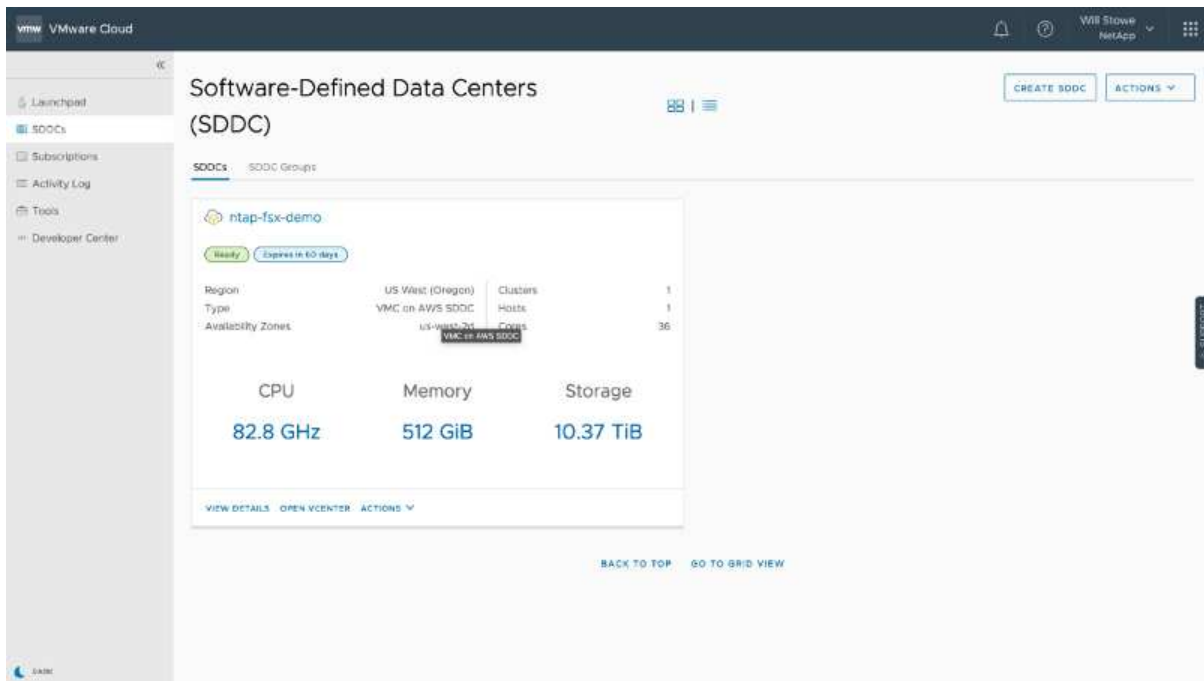 vmw VMware Cloud
Will Stowe
NetApp
Launchpad
SDDCs
Subscriptions
Activity Log
Tools
Developer Center
Software-Defined Data Centers
(SDDC)
CREATE SDDC
ACTIONS
SDDCs SDDC Groups
ntap-fsx-demo
Ready Expires in 60 days
Region US West (Oregon) Clusters 1
Type VMC on AWS SDDC Hosts 1
Availability Zones us-west-2d Cores 36
VMC on AWS SDDC
CPU Memory Storage
82.8 GHz 512 GiB 10.37 TiB
VIEW DETAILS OPEN VCENTER ACTIONS
BACK TO TOP GO TO GRID VIEW
SUPPORT